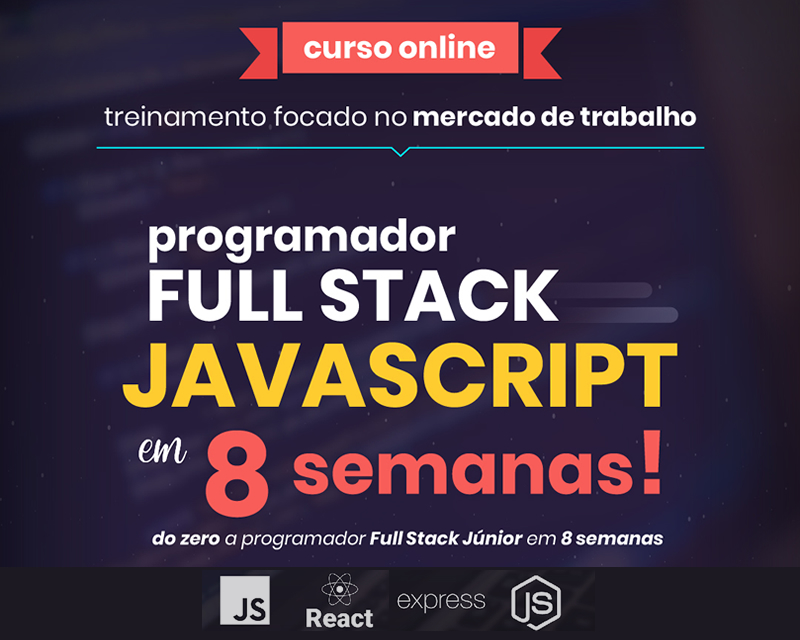 curso online
treinamento focado no mercado de trabalho
programador
FULL STACK
JAVASCRIPT
em 8 semanas!
do zero a programador Full Stack Júnior em 8 semanas
JS React express JS